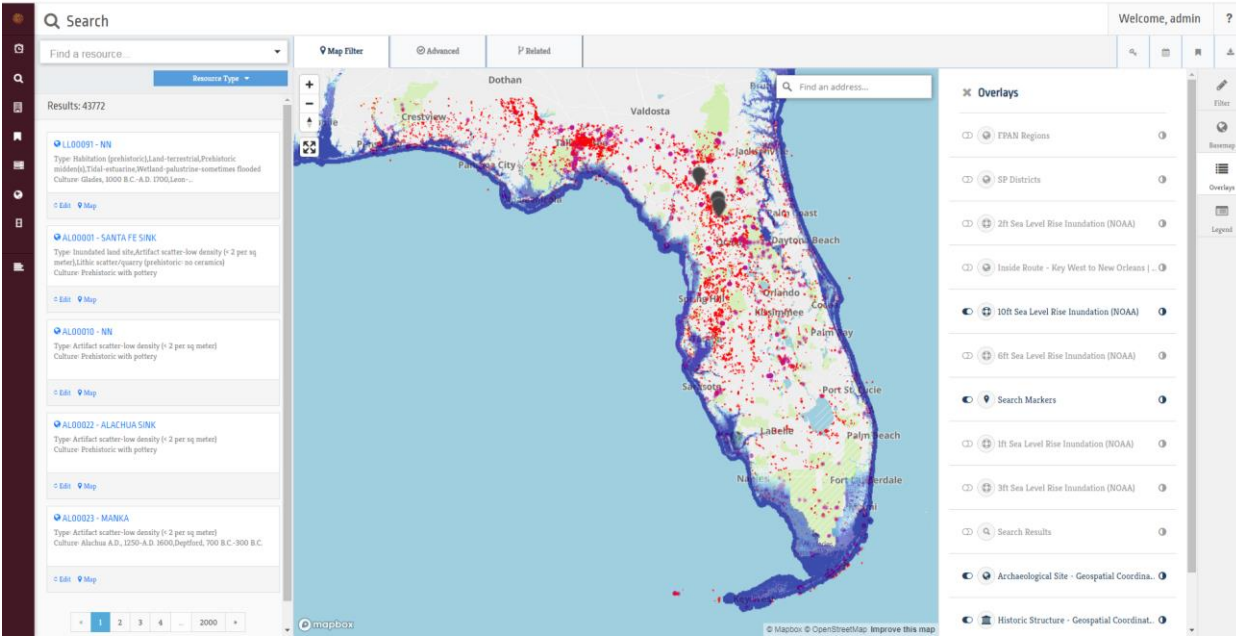 Search
Welcome, admin
?
Find a resource...
Map Filter
Advanced
Related
Resource Type
Results: 43772
LL00091 - NN
Type: Habitation (prehistoric),Land-terrestrial,Prehistoric
midden(s),Tidal-estuarine,Wetland-palustrine-sometimes flooded
Culture: Glades, 1000 B.C.-A.D. 1700,Leon-...
Edit Map
AL00001 - SANTA FE SINK
Type: Inundated land site,Artifact scatter-low density (< 2 per sq
meter),Lithic scatter/quarry (prehistoric: no ceramics)
Culture: Prehistoric with pottery
Edit Map
AL00010 - NN
Type: Artifact scatter-low density (< 2 per sq meter)
Culture: Prehistoric with pottery
Edit Map
AL00022 - ALACHUA SINK
Type: Artifact scatter-low density (< 2 per sq meter)
Culture: Prehistoric with pottery
Edit Map
AL00023 - MANKA
Type: Artifact scatter-low density (< 2 per sq meter)
Culture: Alachua A.D., 1250-A.D. 1600,Deptford, 700 B.C.-300 B.C.
Edit Map
« 1 2 3 4 ... 2000 »
+
−
Find an address...
Dothan
Valdosta
Crestview
City
Coast
Daytona Beach
Spring Hill
Orlando
Kissimmee
Palm Bay
Port St. Lucie
LaBelle
Palm Beach
mapbox
© Mapbox © OpenStreetMap Improve this map
Overlays
FPAN Regions
SP Districts
2ft Sea Level Rise Inundation (NOAA)
Inside Route - Key West to New Orleans | ...
10ft Sea Level Rise Inundation (NOAA)
6ft Sea Level Rise Inundation (NOAA)
Search Markers
1ft Sea Level Rise Inundation (NOAA)
3ft Sea Level Rise Inundation (NOAA)
Search Results
Archaeological Site - Geospatial Coordina...
Historic Structure - Geospatial Coordinat...
Filter
Basemap
Overlays
Legend